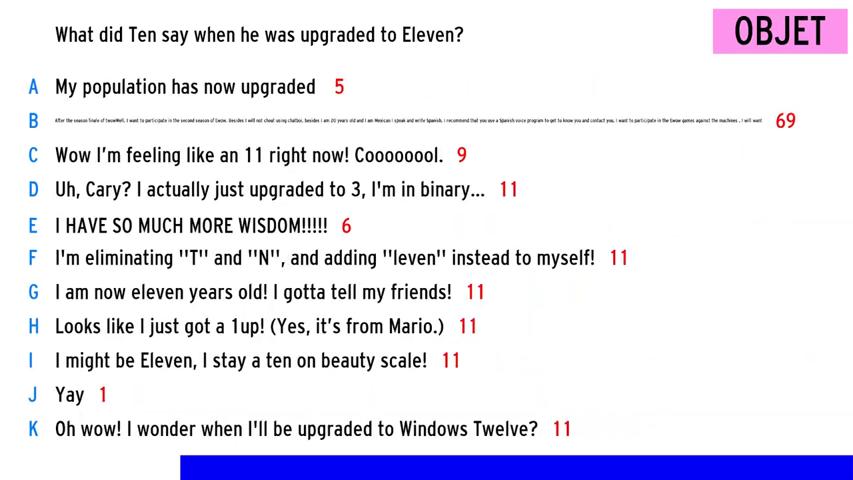 What did Ten say when he was upgraded to Eleven?
OBJET
A My population has now upgraded 5
B After the season finale of twowWell, I want to participate in the second season of Ewow. Besides I will not cheat using chatbox, besides I am 20 years old and I am Mexican I speak and write Spanish, I recommend that you use a Spanish voice program to get to know you and contact you, I want to participate in the Ewow games against the machines , I will want 69
C Wow I'm feeling like an 11 right now! Coooooool. 9
D Uh, Cary? I actually just upgraded to 3, I'm in binary... 11
E I HAVE SO MUCH MORE WISDOM!!!!! 6
F I'm eliminating "T" and "N", and adding "leven" instead to myself! 11
G I am now eleven years old! I gotta tell my friends! 11
H Looks like I just got a 1up! (Yes, it's from Mario.) 11
I I might be Eleven, I stay a ten on beauty scale! 11
J Yay 1
K Oh wow! I wonder when I'll be upgraded to Windows Twelve? 11